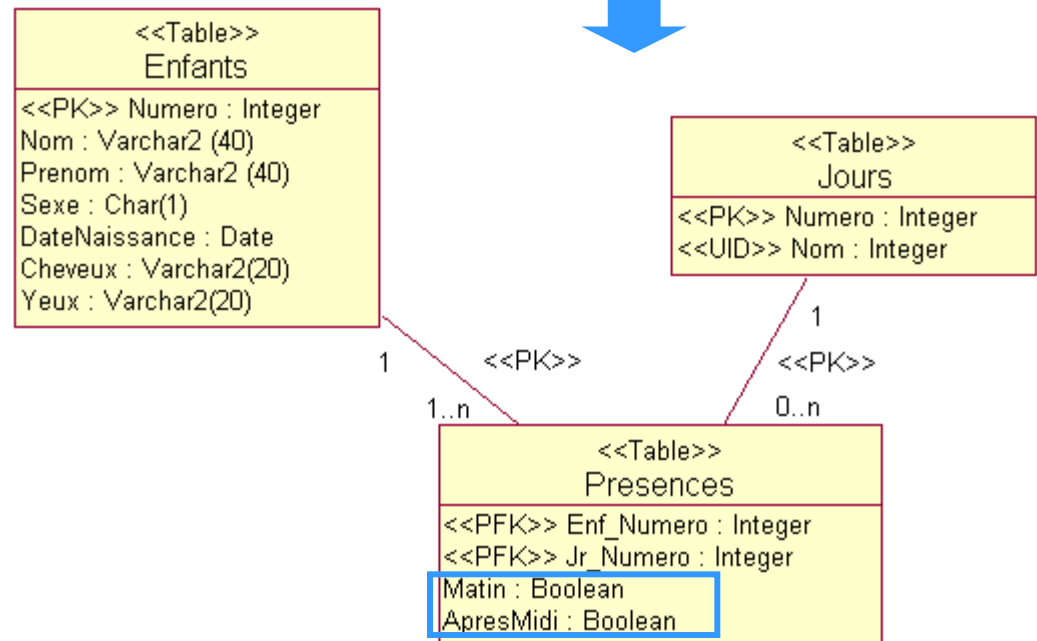 <<Table>>
Enfants
<<PK>> Numero : Integer
Nom : Varchar2 (40)
Prenom : Varchar2 (40)
Sexe : Char(1)
DateNaissance : Date
Cheveux : Varchar2(20)
Yeux : Varchar2(20)
<<Table>>
Jours
<<PK>> Numero : Integer
<<UID>> Nom : Integer
1
<<PK>>
1..n
1
<<PK>>
0..n
<<Table>>
Presences
<<PFK>> Enf_Numero : Integer
<<PFK>> Jr_Numero : Integer
Matin : Boolean
ApresMidi : Boolean